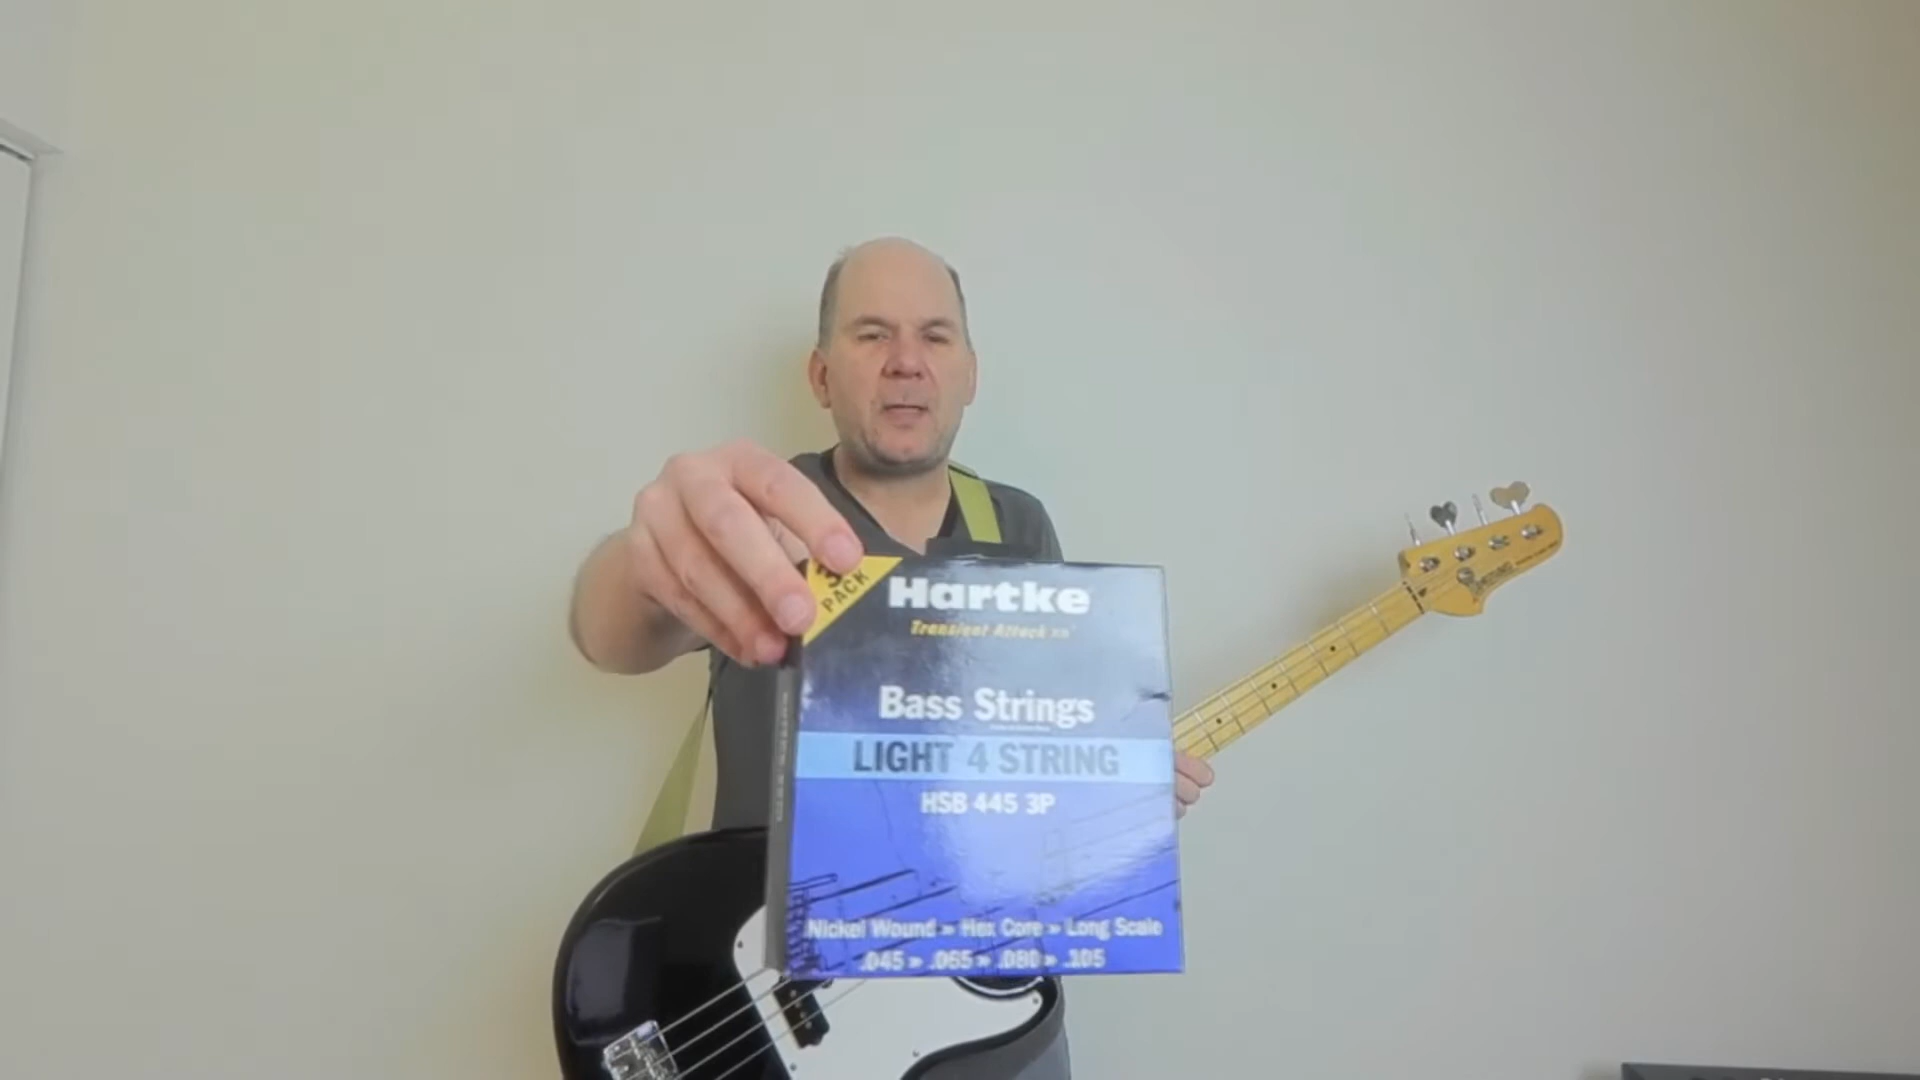 3 PACK
Hartke
Transient Attack
Bass Strings
LIGHT 4 STRING
HSB 445 3P
Nickel Wound » Hex Core » Long Scale
.045 » .065 » .080 » .105